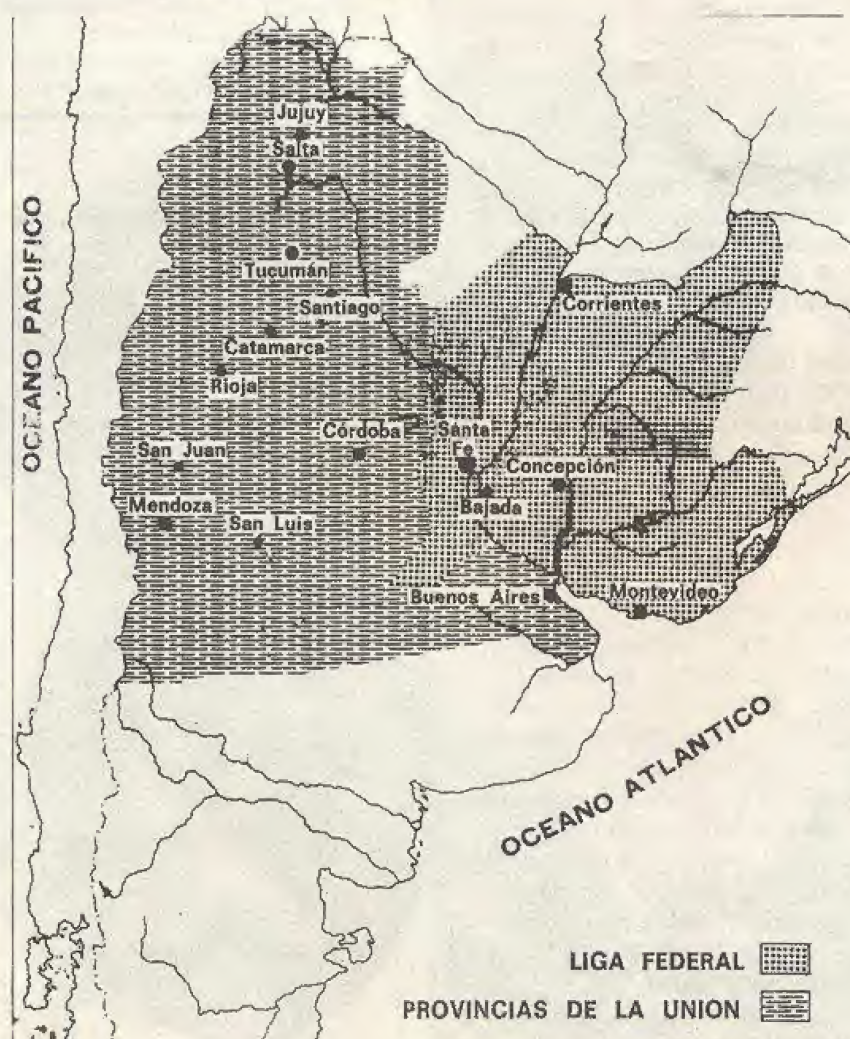 Jujuy
Salta
OCEANO PACIFICO
Tucumán
Santiago
Corrientes
Catamarca
Rioja
Córdoba
Santa
Fe
San Juan
Concepción
Mendoza
Bajada
San Luis
Buenos Aires
Montevideo
OCEANO ATLANTICO
LIGA FEDERAL
PROVINCIAS DE LA UNION